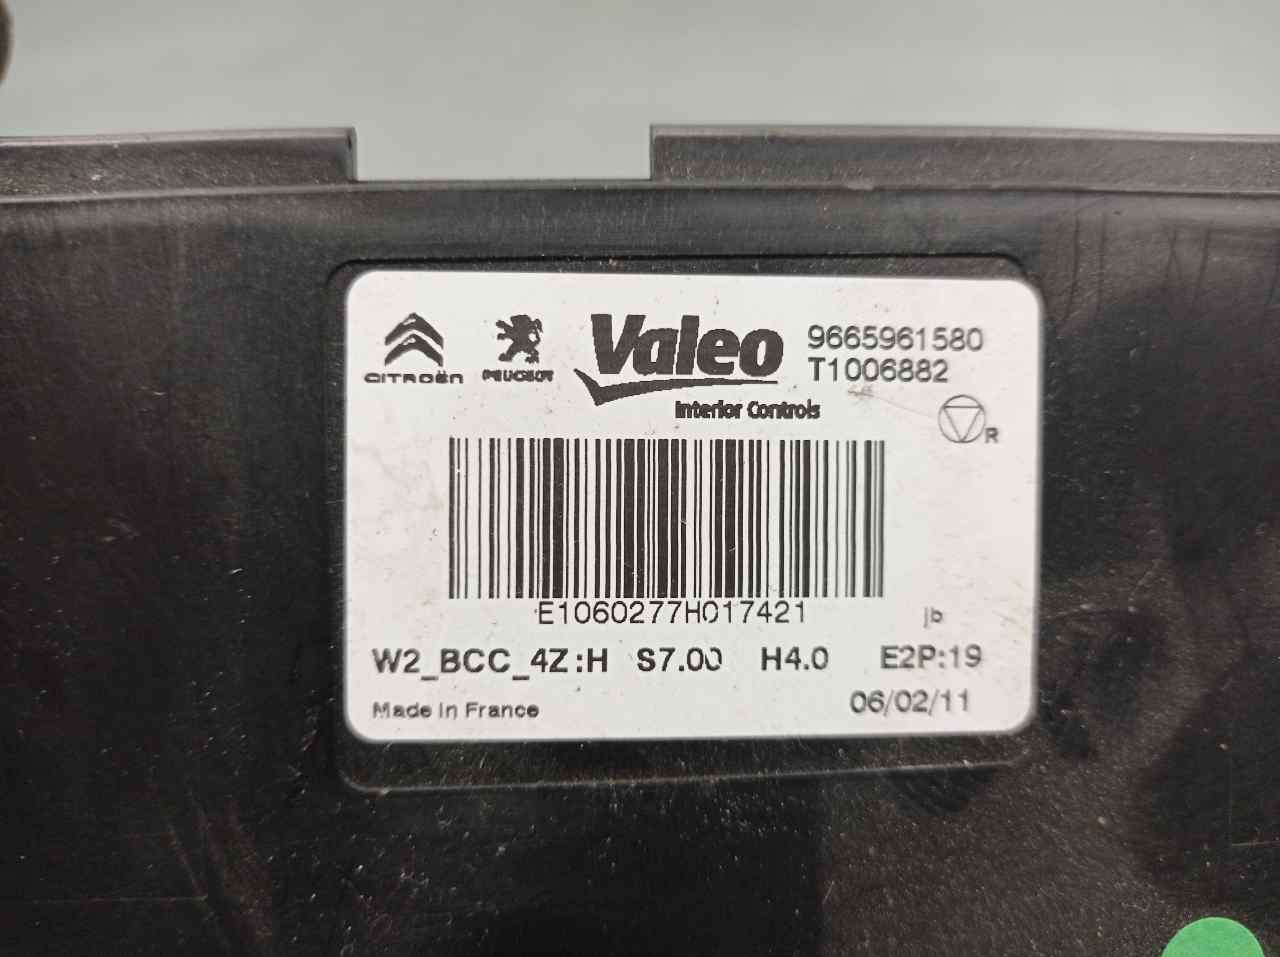 CITROËN
PEUGEOT
Valeo
Interior Controls
9665961580
T1006882
R
E1060277H017421
jb
W2_BCC_4Z:H S7.00 H4.0 E2P:19
Made in France
06/02/11